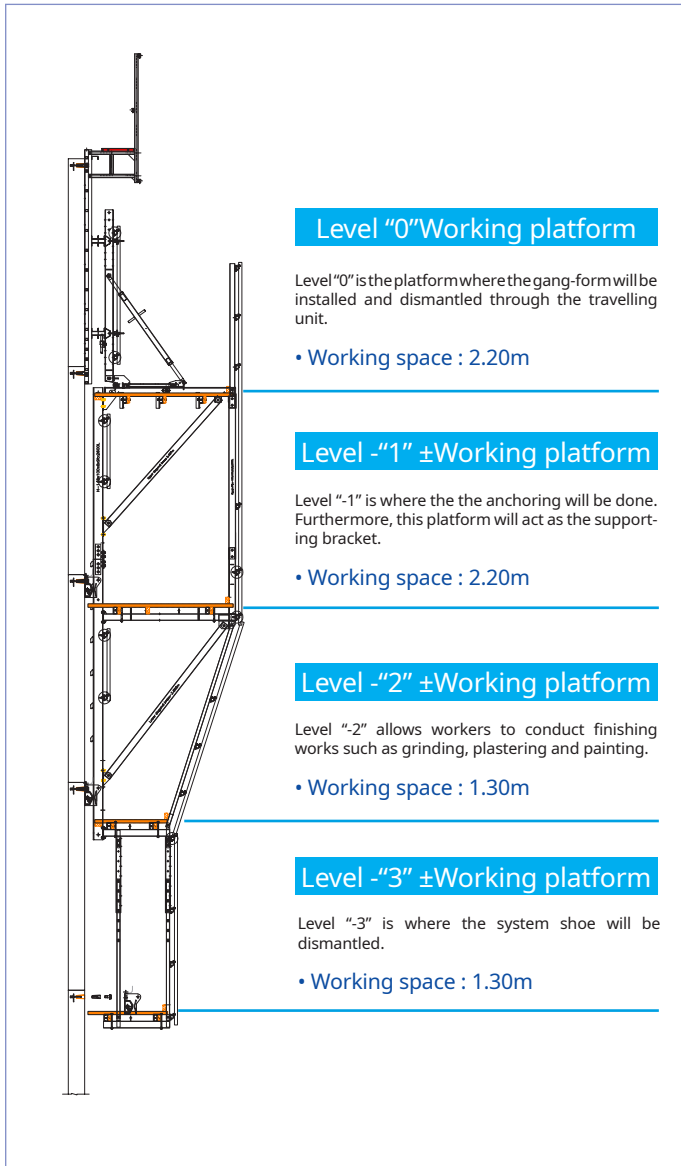 Level “0”Working platform
Level “0” is the platform where the gang-form will be
installed and dismantled through the travelling
unit.
• Working space : 2.20m
Level -“1” ±Working platform
Level “-1” is where the the anchoring will be done.
Furthermore, this platform will act as the support-
ing bracket.
• Working space : 2.20m
Level -“2” ±Working platform
Level “-2” allows workers to conduct finishing
works such as grinding, plastering and painting.
• Working space : 1.30m
Level -“3” ±Working platform
Level “-3” is where the system shoe will be
dismantled.
• Working space : 1.30m